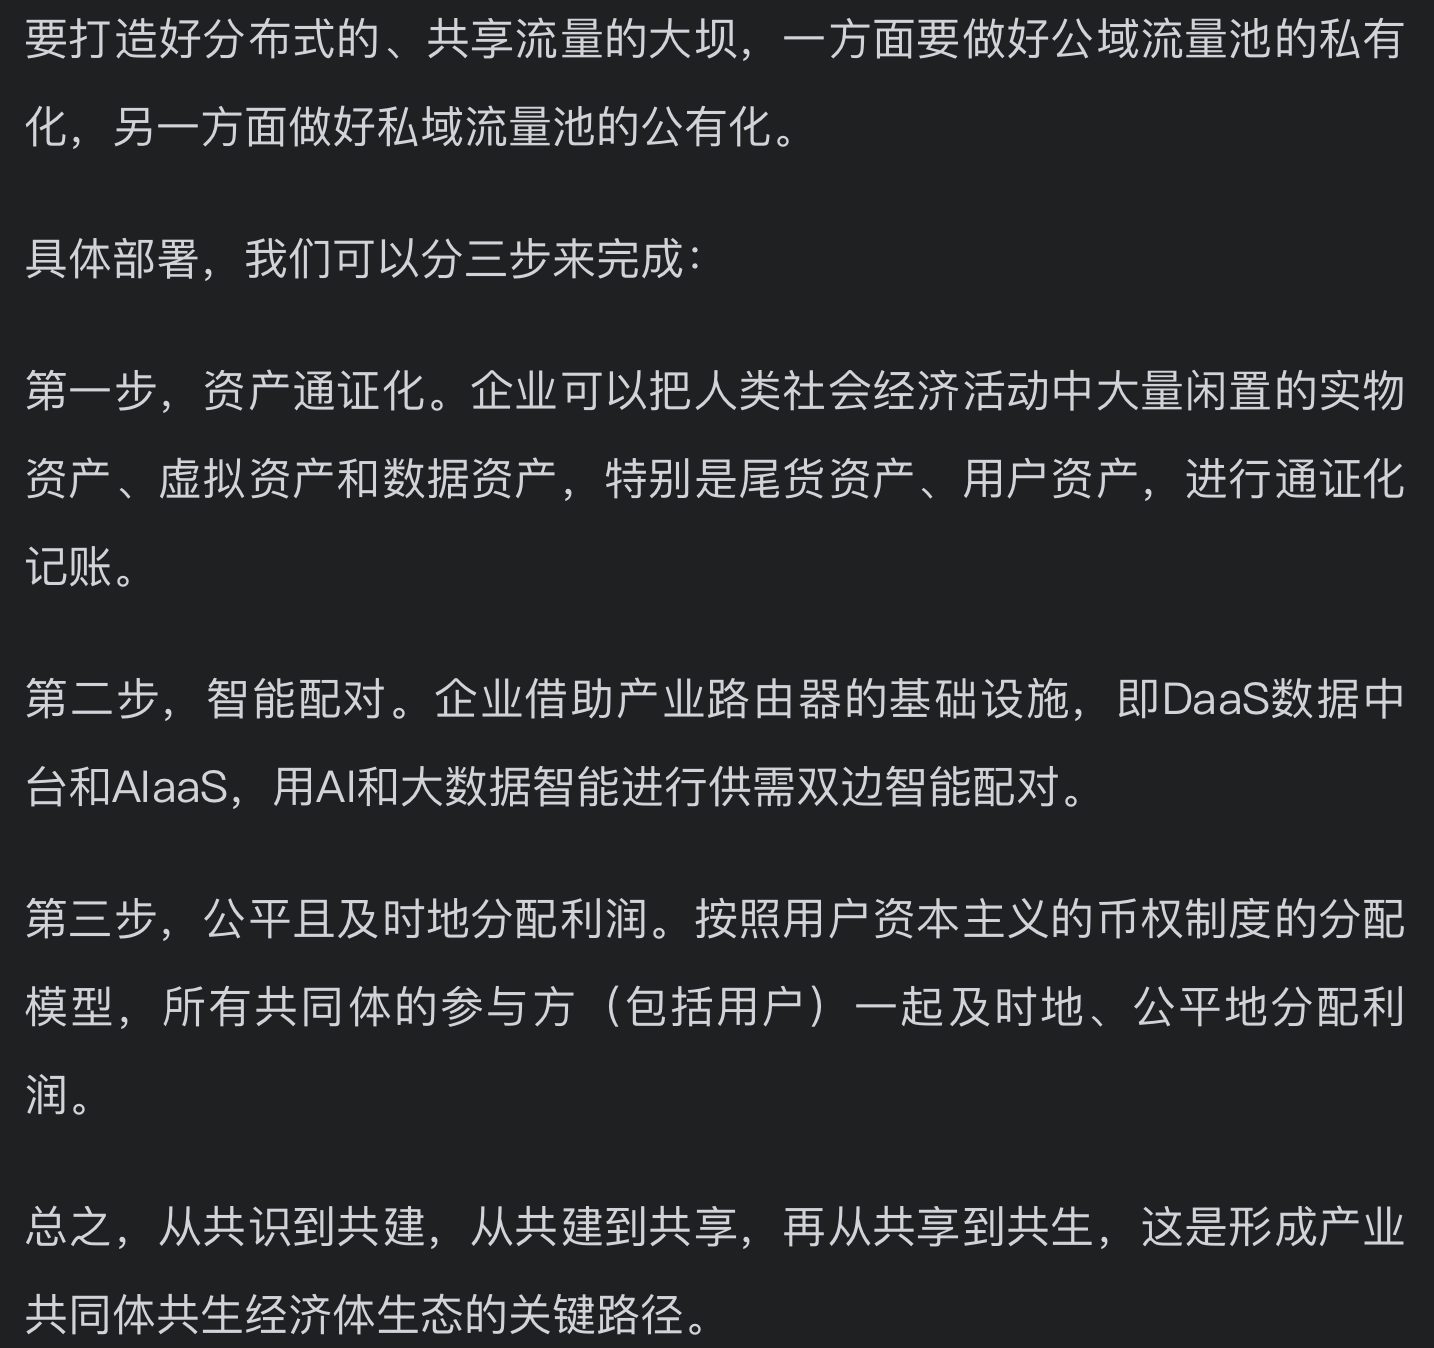 要打造好分布式的、共享流量的大坝，一方面要做好公域流量池的私有
化，另一方面做好私域流量池的公有化。
具体部署，我们可以分三步来完成：
第一步，资产通证化。企业可以把人类社会经济活动中大量闲置的实物
资产、虚拟资产和数据资产，特别是尾货资产、用户资产，进行通证化
记账。
第二步，智能配对。企业借助产业路由器的基础设施，即DaaS数据中
台和AIaaS，用AI和大数据智能进行供需双边智能配对。
第三步，公平且及时地分配利润。按照用户资本主义的币权制度的分配
模型，所有共同体的参与方（包括用户）一起及时地、公平地分配利
润。
总之，从共识到共建，从共建到共享，再从共享到共生，这是形成产业
共同体共生经济体生态的关键路径。